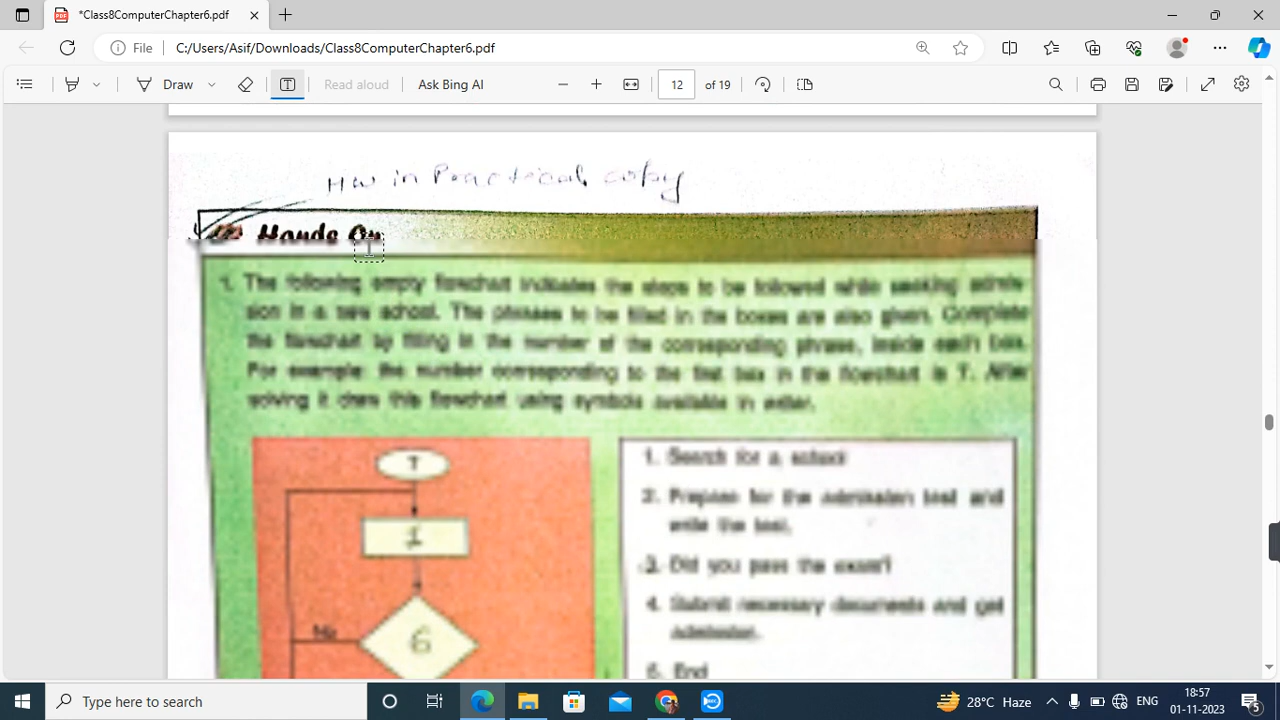 *Class8ComputerChapter6.pdf
File
C:/Users/Asif/Downloads/Class8ComputerChapter6.pdf
Draw
Read aloud
Ask Bing AI
12
of 19
HW in Practical copy
Hands On
1. The following empty flowchart indicates the steps to be followed while seeking admis-
sion in a new school. The phrases to be filled in the boxes are also given. Complete
the flowchart by filling in the number of the corresponding phrase, inside each box.
For example: the number corresponding to the first box in the flowchart is 7. After
solving it draw this flowchart using symbols available in writer.
7
1
6
No
1. Search for a school
2. Prepare for the admission test and
write the test.
3. Did you pass the exam?
4. Submit necessary documents and get
admission.
5. End
Type here to search
28°C Haze
ENG
18:57
01-11-2023
5